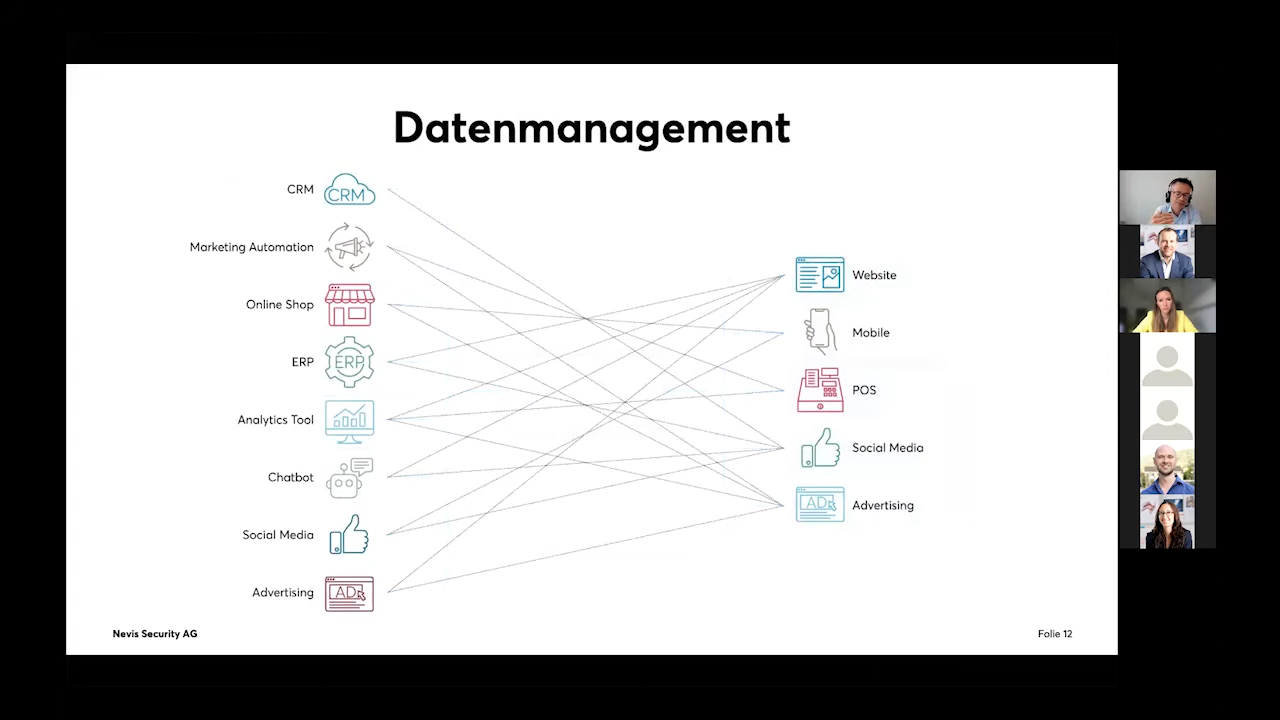 Datenmanagement
CRM
CRM
Marketing Automation
Online Shop
ERP
ERP
Analytics Tool
Chatbot
Social Media
Advertising
AD
Website
Mobile
POS
Social Media
Advertising
AD
Nevis Security AG
Folie 12